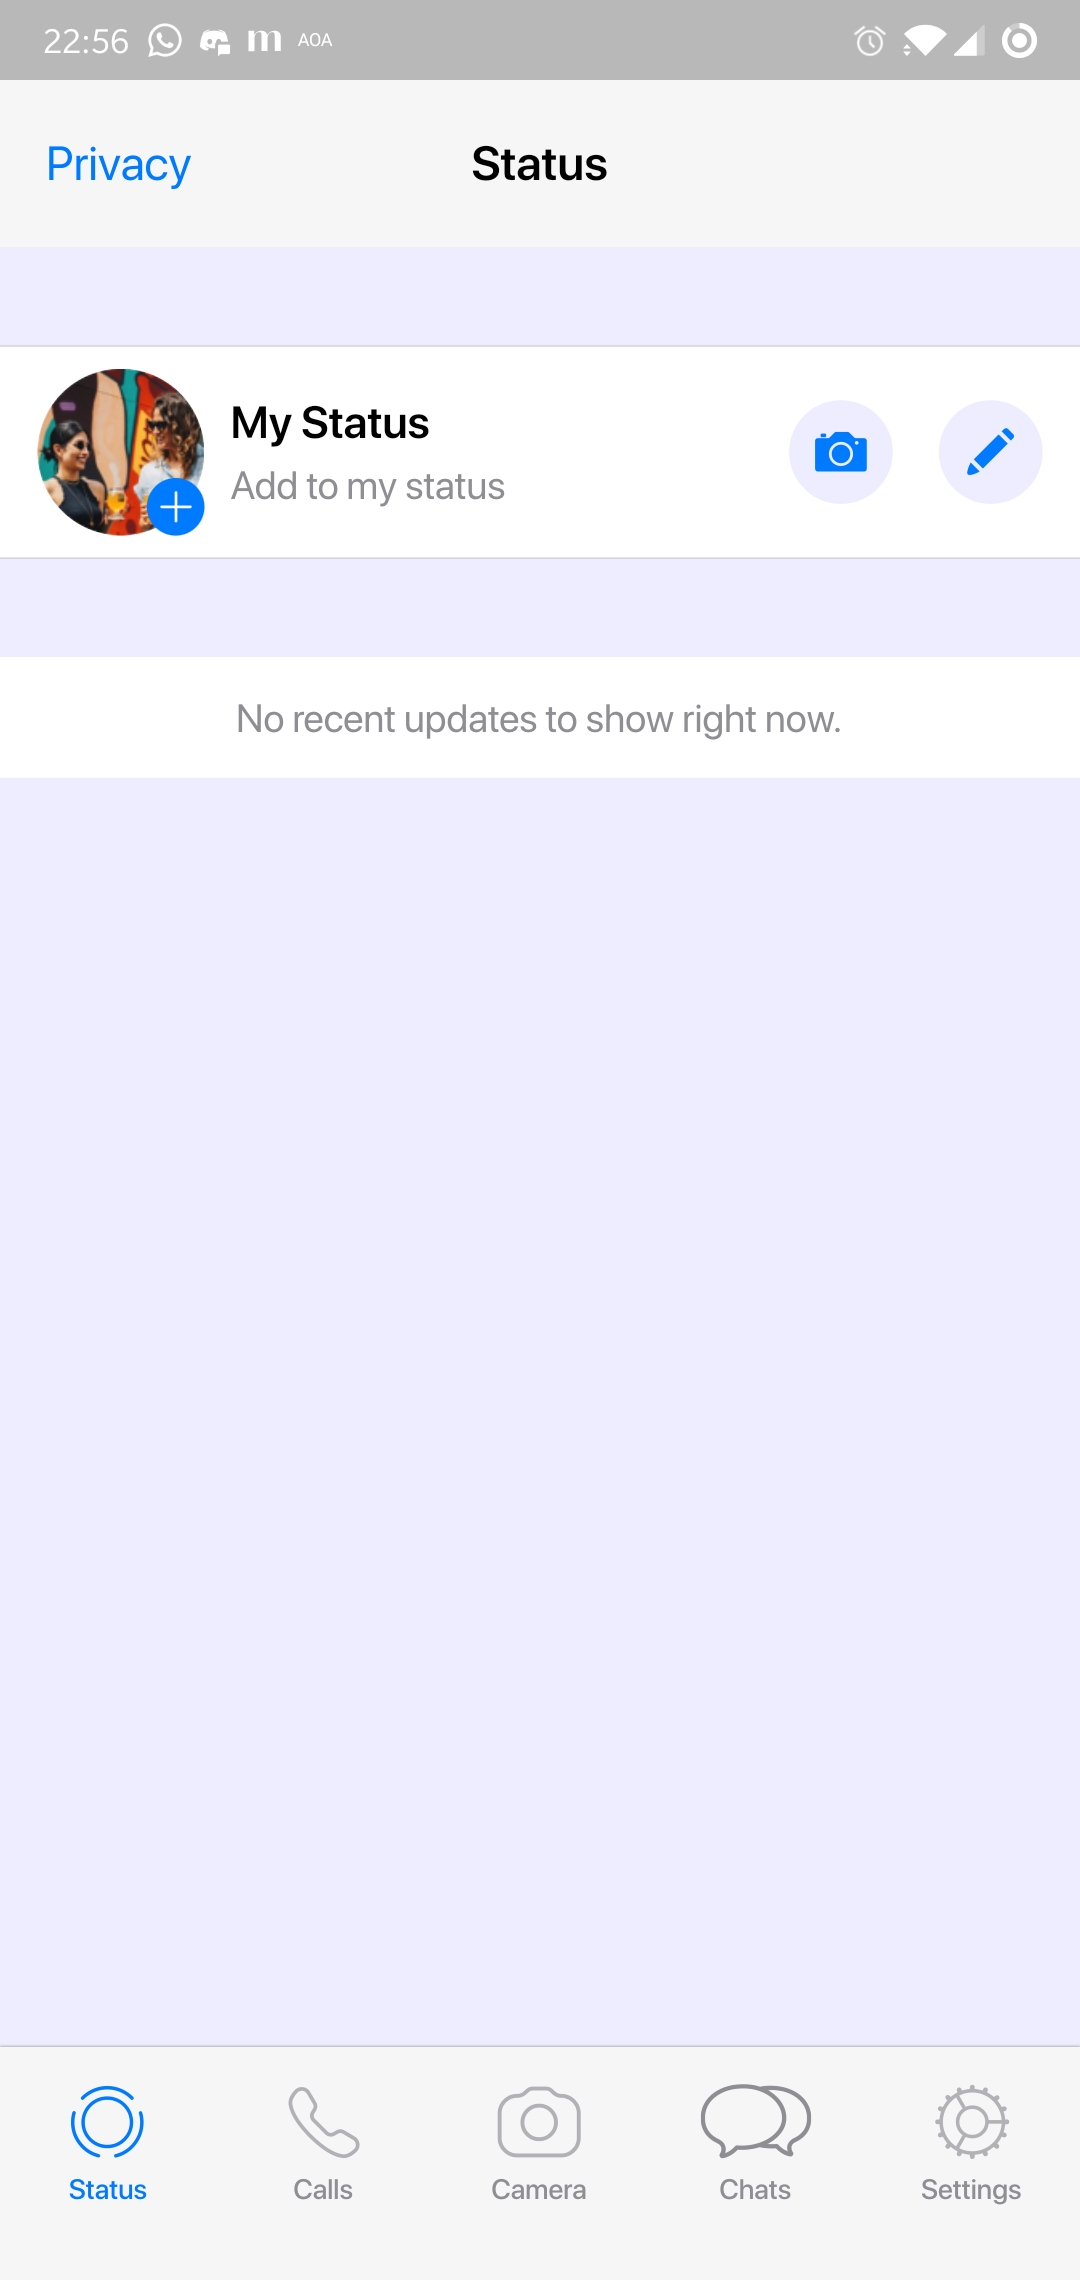 22:56 m AOA
Privacy Status
My Status
Add to my status
No recent updates to show right now.
Status Calls Camera Chats Settings